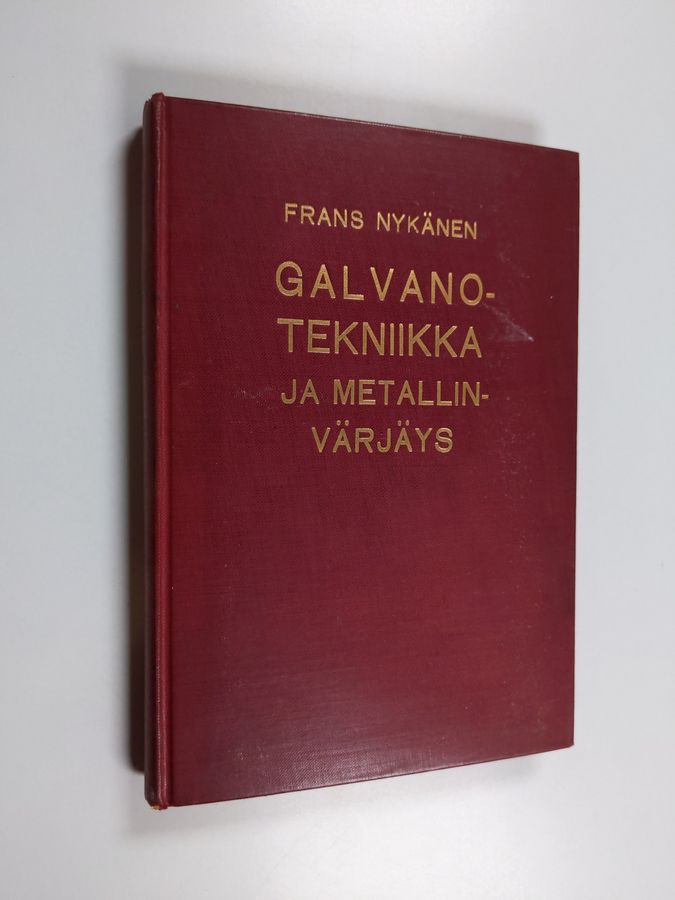 FRANS NYKÄNEN
GALVANO-
TEKNIIKKA
JA METALLIN-
VÄRJÄYS